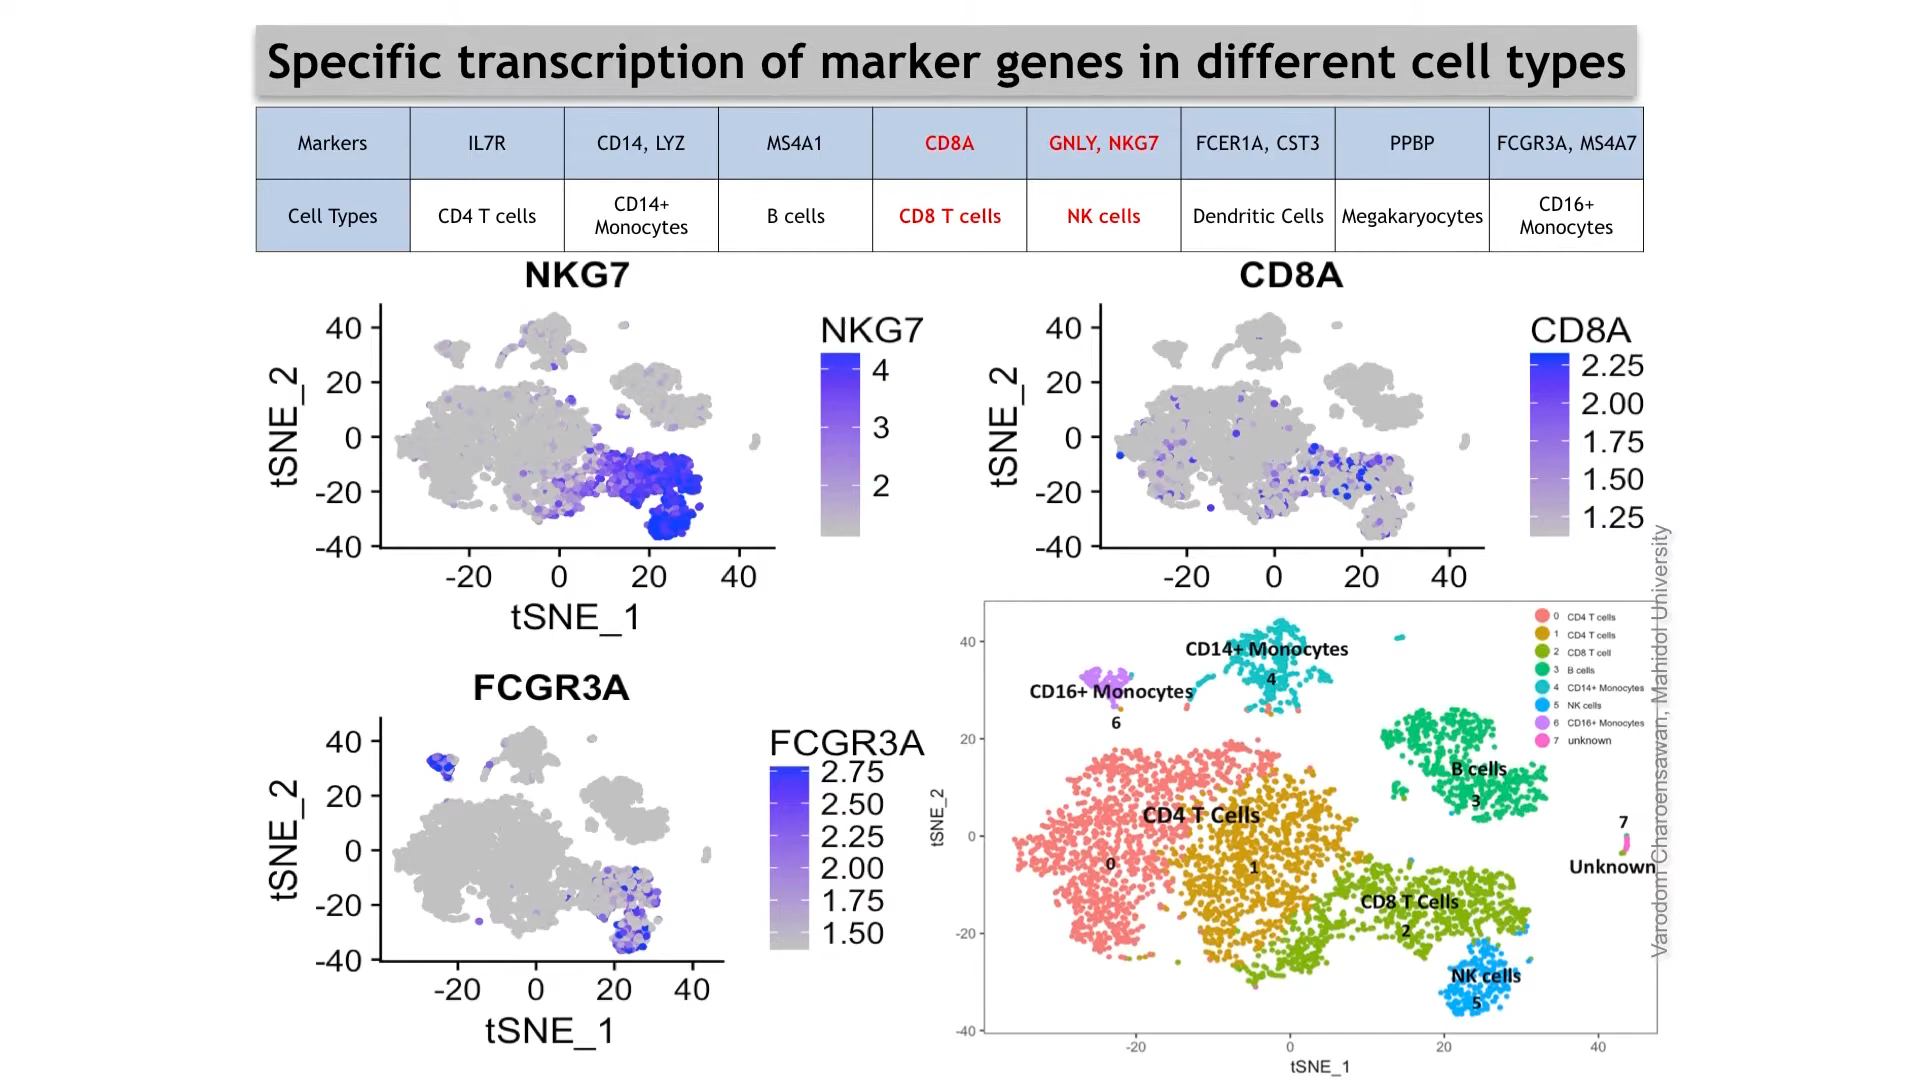 Specific transcription of marker genes in different cell types
Markers IL7R CD14, LYZ MS4A1 CD8A GNLY, NKG7 FCER1A, CST3 PPBP FCGR3A, MS4A7
Cell Types CD4 T cells CD14+ Monocytes B cells CD8 T cells NK cells Dendritic Cells Megakaryocytes CD16+ Monocytes
NKG7
tSNE_2
40
20
0
-20
-40
-20 0 20 40
tSNE_1
NKG7
4
3
2
CD8A
tSNE_2
40
20
0
-20
-40
-20 0 20 40
CD8A
2.25
2.00
1.75
1.50
1.25
FCGR3A
tSNE_2
40
20
0
-20
-40
-20 0 20 40
tSNE_1
FCGR3A
2.75
2.50
2.25
2.00
1.75
1.50
tSNE_2
40
20
0
-20
-40
-20 0 20 40
tSNE_1
CD14+ Monocytes
4
CD16+ Monocytes
6
B cells
3
CD4 T Cells
0
1
7
Unknown
CD8 T Cells
2
NK cells
5
0 CD4 T cells
1 CD4 T cells
2 CD8 T cell
3 B cells
4 CD14+ Monocytes
5 NK cells
6 CD16+ Monocytes
7 unknown
Varodom Charoensawan, Mahidol University